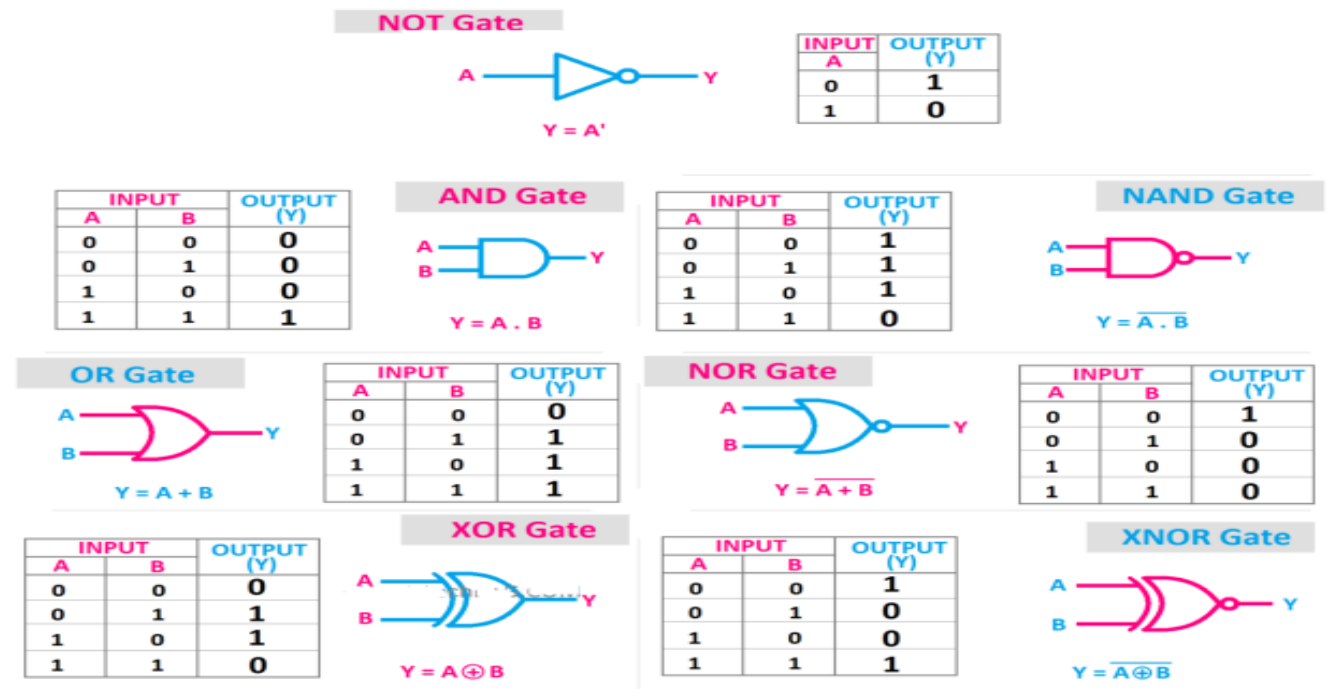 NOT Gate
A Y
Y = A'
INPUT OUTPUT
A (Y)
0 1
1 0
INPUT OUTPUT
A B (Y)
0 0 0
0 1 0
1 0 0
1 1 1
AND Gate
A
B
Y
Y = A . B
INPUT OUTPUT
A B (Y)
0 0 1
0 1 1
1 0 1
1 1 0
NAND Gate
A
B
Y
Y = A̅ ̅.̅ ̅B̅
OR Gate
A
B
Y
Y = A + B
INPUT OUTPUT
A B (Y)
0 0 0
0 1 1
1 0 1
1 1 1
NOR Gate
A
B
Y
Y = A̅ ̅+̅ ̅B̅
INPUT OUTPUT
A B (Y)
0 0 1
0 1 0
1 0 0
1 1 0
INPUT OUTPUT
A B (Y)
0 0 0
0 1 1
1 0 1
1 1 0
XOR Gate
A
B
Y
Y = A⊕B
INPUT OUTPUT
A B (Y)
0 0 1
0 1 0
1 0 0
1 1 1
XNOR Gate
A
B
Y
Y = A̅⊕̅B̅